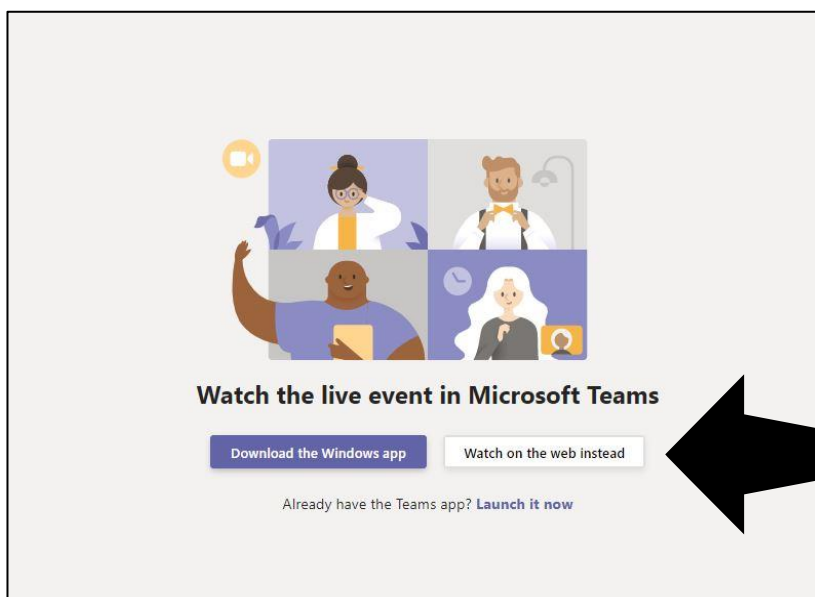 Watch the live event in Microsoft Teams
Download the Windows app
Watch on the web instead
Already have the Teams app? Launch it now